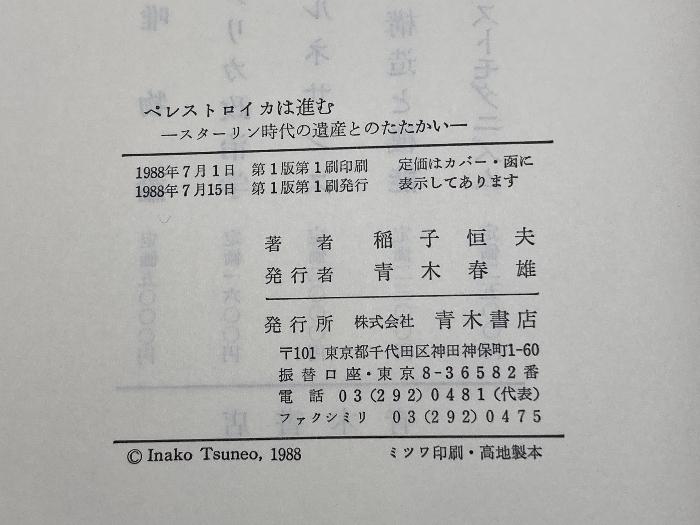 ペレストロイカは進む
―スターリン時代の遺産とのたたかい―
1988年7月1日 第1版第1刷印刷 定価はカバー・函に
1988年7月15日 第1版第1刷発行 表示してあります
著者 稲子恒夫
発行者 青木春雄
発行所 株式会社 青木書店
〒101 東京都千代田区神田神保町1-60
振替口座・東京8-36582番
電話 03(292)0481(代表)
ファクシミリ 03(292)0475
© Inako Tsuneo, 1988 ミツワ印刷・高地製本